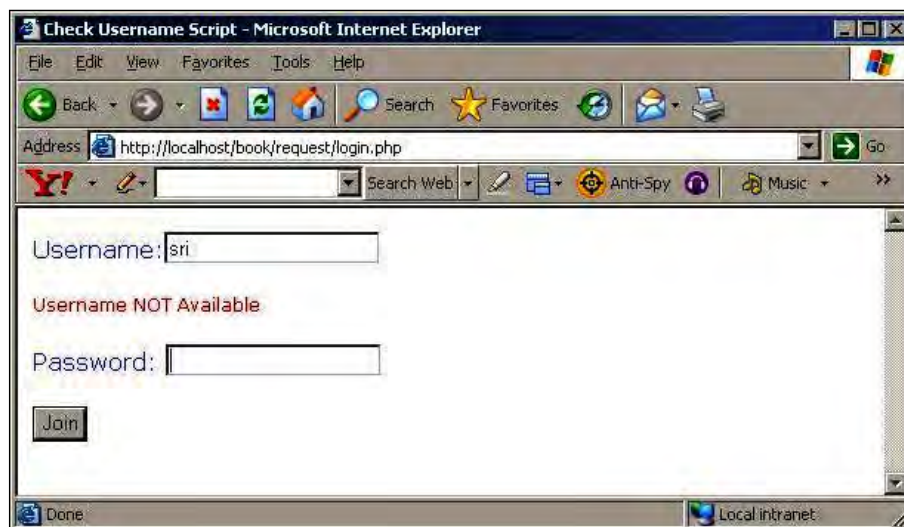 Check Username Script - Microsoft Internet Explorer
File Edit View Favorites Tools Help
Back Search Favorites
Address http://localhost/book/request/login.php Go
Y! Search Web Anti-Spy Music »
Username: sri
Username NOT Available
Password:
Join
Done Local intranet